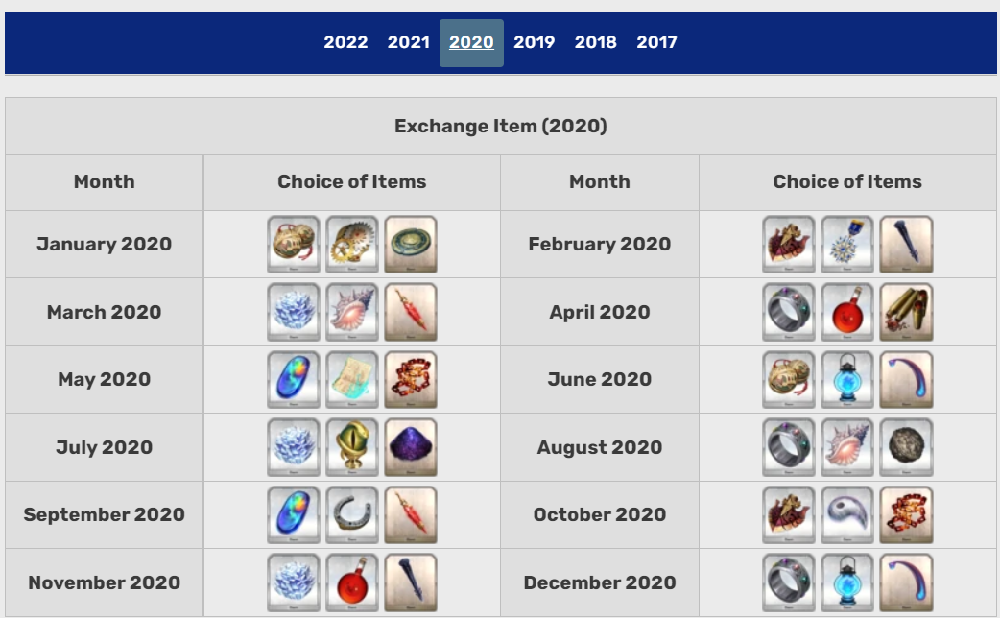 2022 2021 2020 2019 2018 2017
Exchange Item (2020)
Month Choice of Items Month Choice of Items
January 2020 February 2020
March 2020 April 2020
May 2020 June 2020
July 2020 August 2020
September 2020 October 2020
November 2020 December 2020